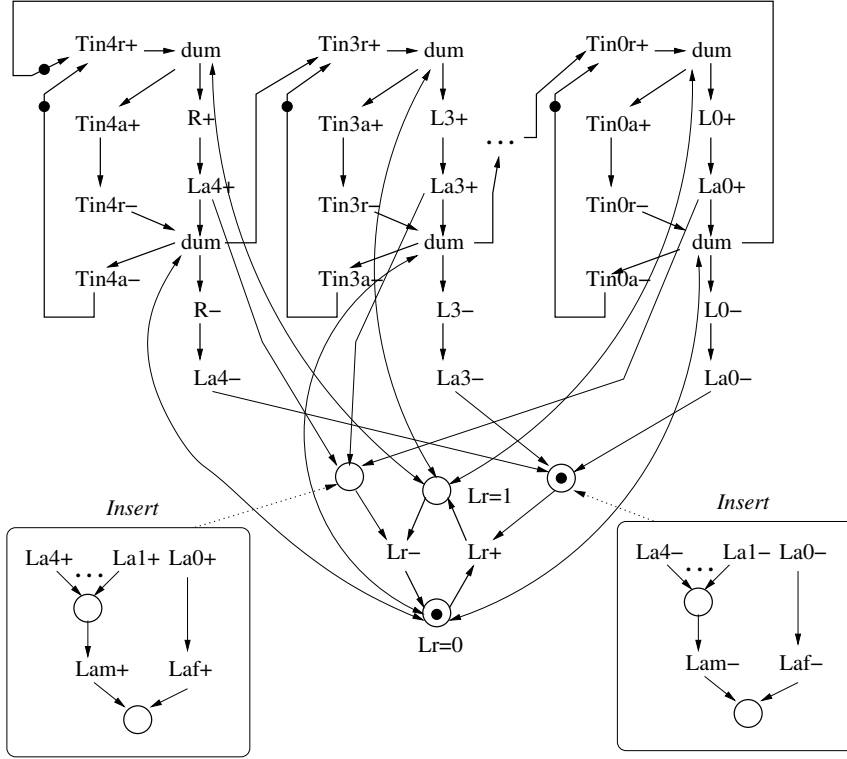 Tin4r+ dum Tin3r+ dum Tin0r+ dum
Tin4a+ R+ Tin3a+ L3+ Tin0a+ L0+
...
La4+ La3+ La0+
Tin4r− Tin3r− Tin0r−
dum dum dum
Tin4a− Tin3a− Tin0a−
R− L3− L0−
La4− La3− La0−
Lr=1
Insert Insert
Lr− Lr+
La4+ ... La1+ La0+
La4− ... La1− La0−
Lr=0
Lam+ Laf+
Lam− Laf−